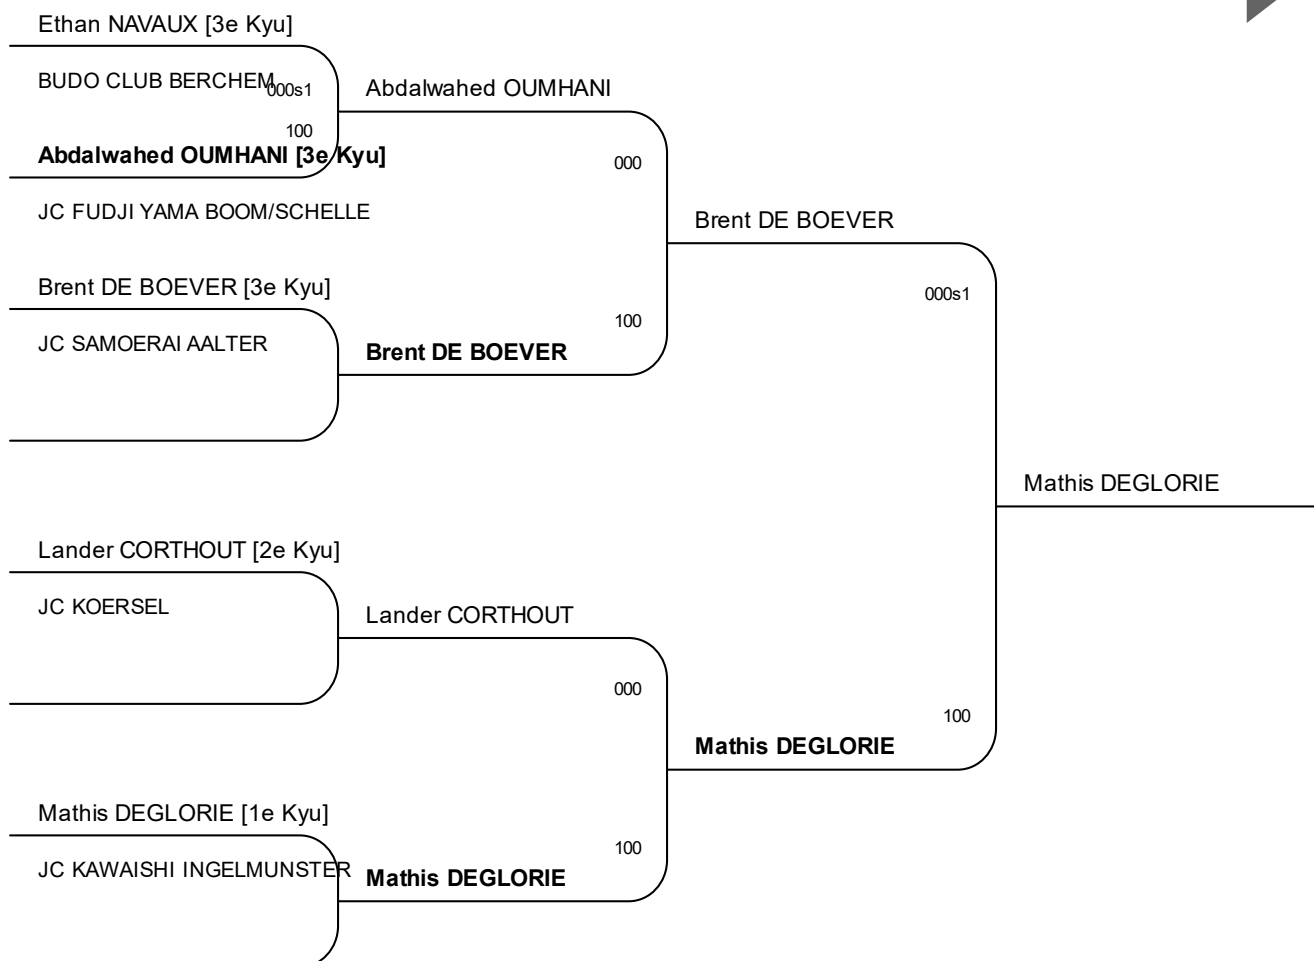 Ethan NAVAUX [3e Kyu]
BUDO CLUB BERCHEM
000s1
Abdalwahed OUMHANI
100
Abdalwahed OUMHANI [3e Kyu]
000
JC FUDJI YAMA BOOM/SCHELLE
Brent DE BOEVER
Brent DE BOEVER [3e Kyu]
000s1
100
JC SAMOERAI AALTER
Brent DE BOEVER
Mathis DEGLORIE
Lander CORTHOUT [2e Kyu]
JC KOERSEL
Lander CORTHOUT
000
100
Mathis DEGLORIE
Mathis DEGLORIE [1e Kyu]
100
JC KAWAISHI INGELMUNSTER
Mathis DEGLORIE